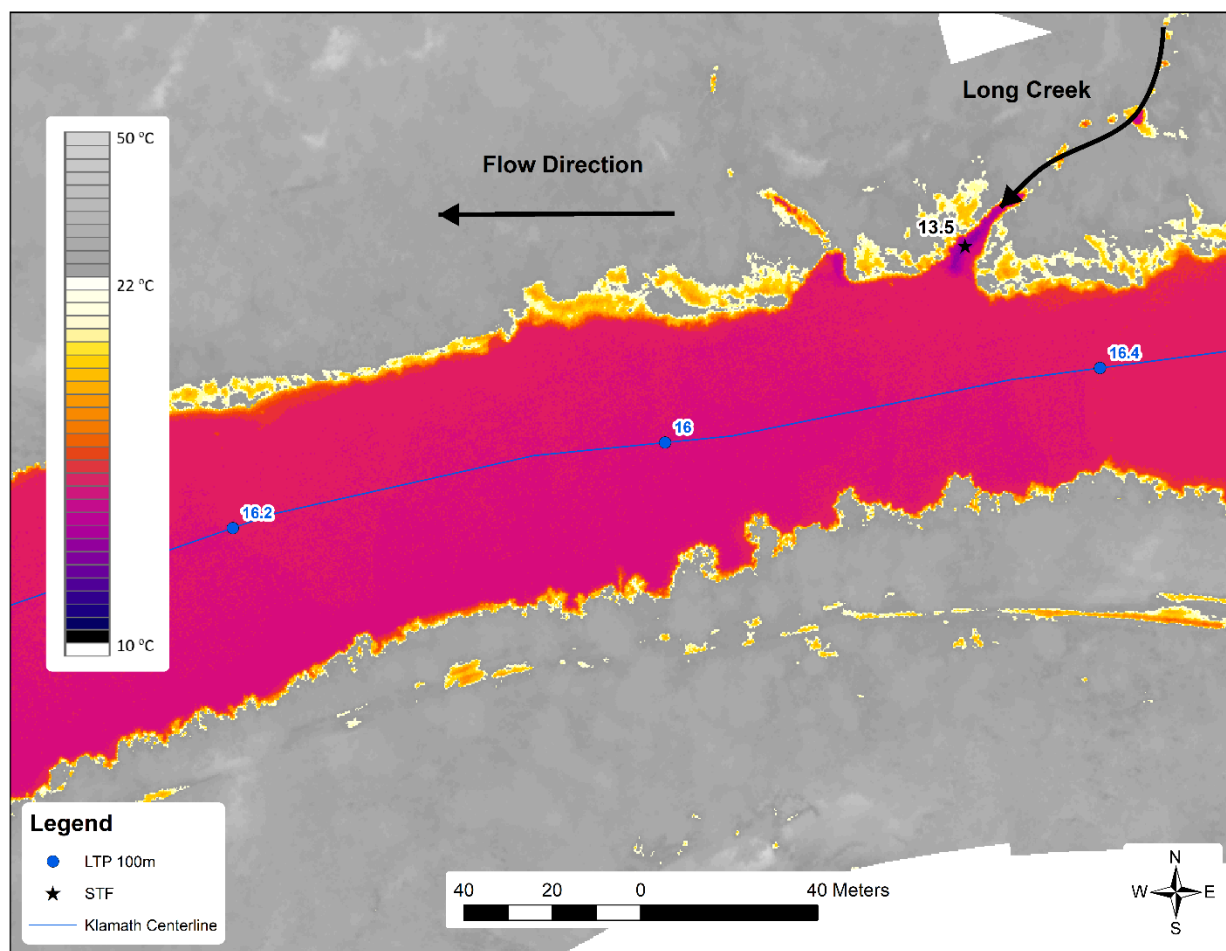 Long Creek
50 °C
Flow Direction
13.5
22 °C
16.4
16
16.2
10 °C
Legend
LTP 100m
STF
Klamath Centerline
40 20 0 40 Meters
N
W E
S